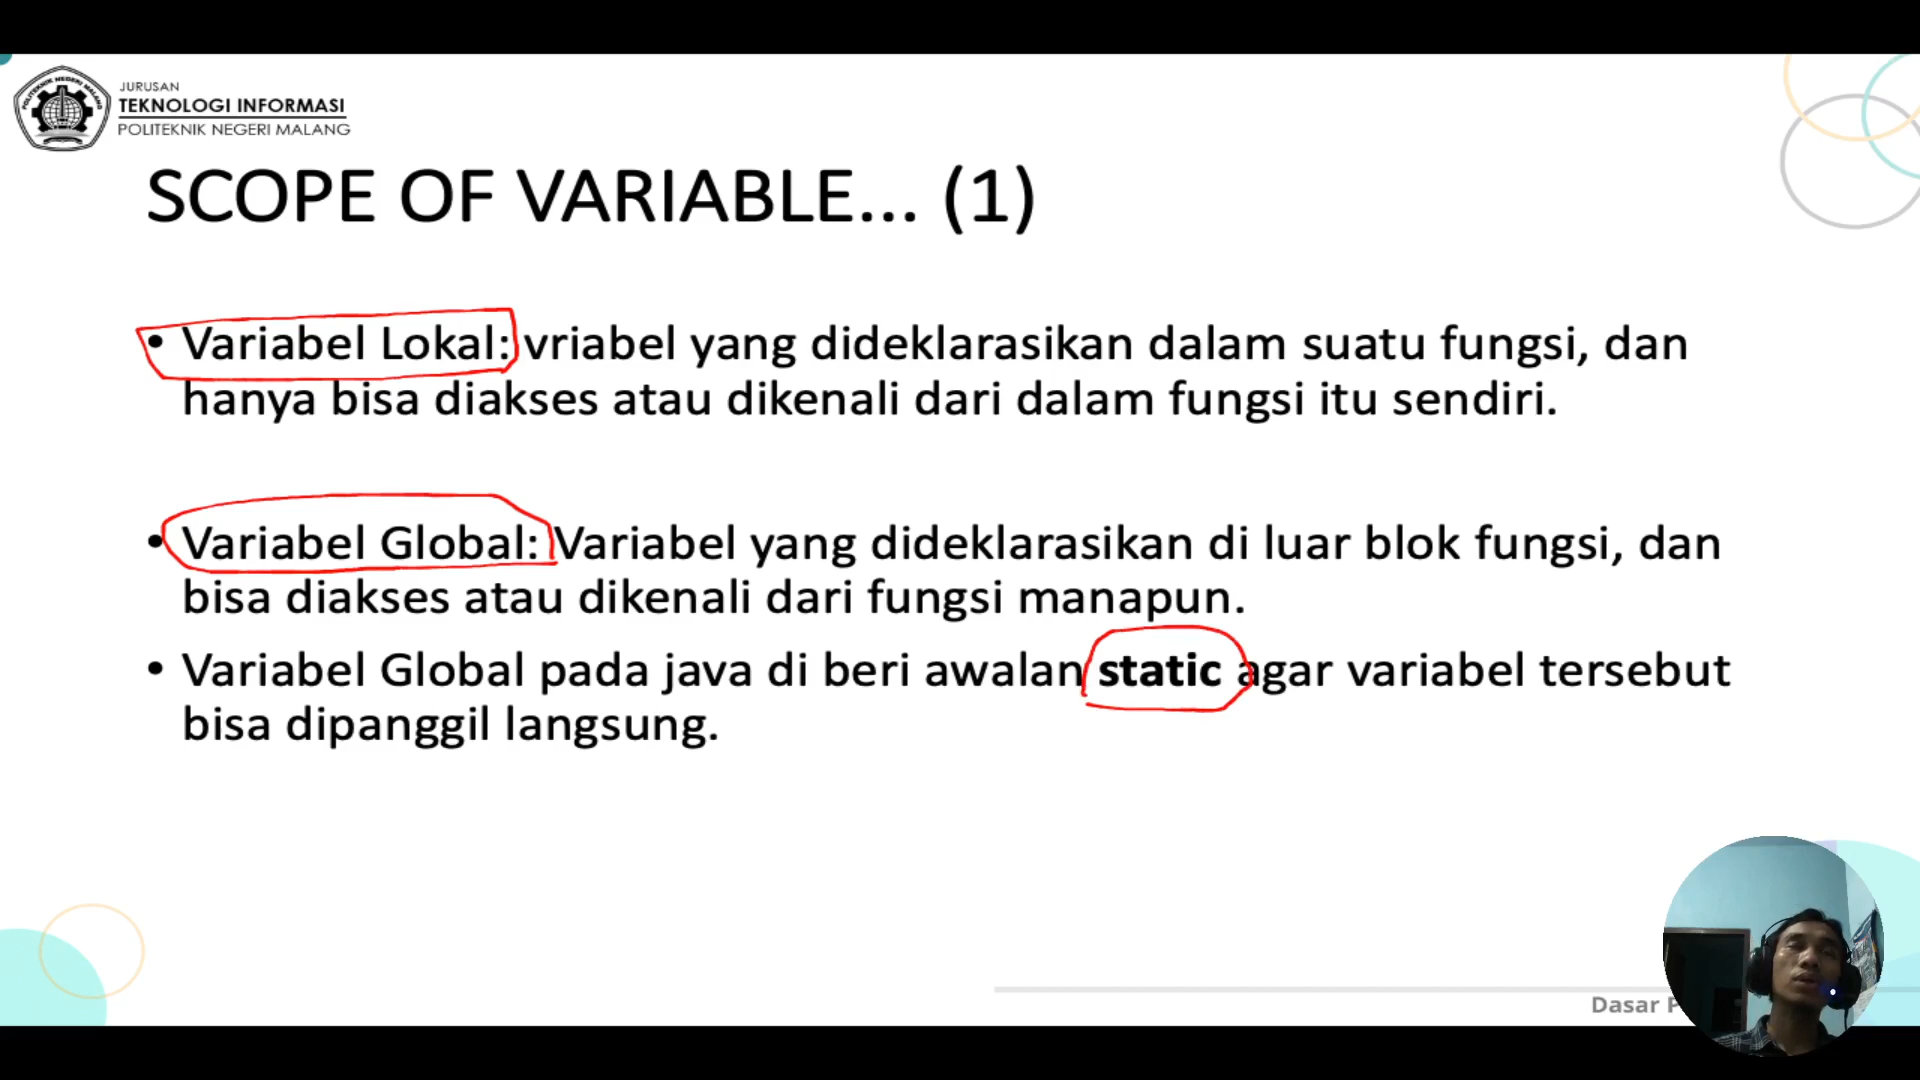 POLITEKNIK NEGERI MALANG
JURUSAN
TEKNOLOGI INFORMASI
POLITEKNIK NEGERI MALANG
SCOPE OF VARIABLE... (1)
• Variabel Lokal: vriabel yang dideklarasikan dalam suatu fungsi, dan
hanya bisa diakses atau dikenali dari dalam fungsi itu sendiri.
• Variabel Global: Variabel yang dideklarasikan di luar blok fungsi, dan
bisa diakses atau dikenali dari fungsi manapun.
• Variabel Global pada java di beri awalan static agar variabel tersebut
bisa dipanggil langsung.
Dasar